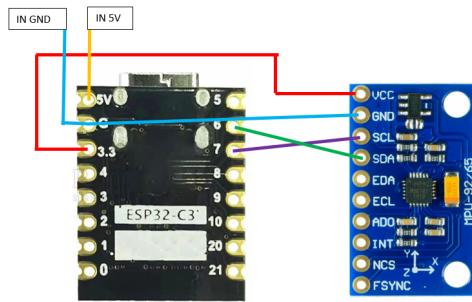 IN GND
IN 5V
5V
G
3.3
4
3
2
1
0
5
6
7
8
9
10
20
21
ESP32-C3
VCC
GND
SCL
SDA
EDA
ECL
ADO
INT
NCS
FSYNC
MPU-92/65
Y
X
Z